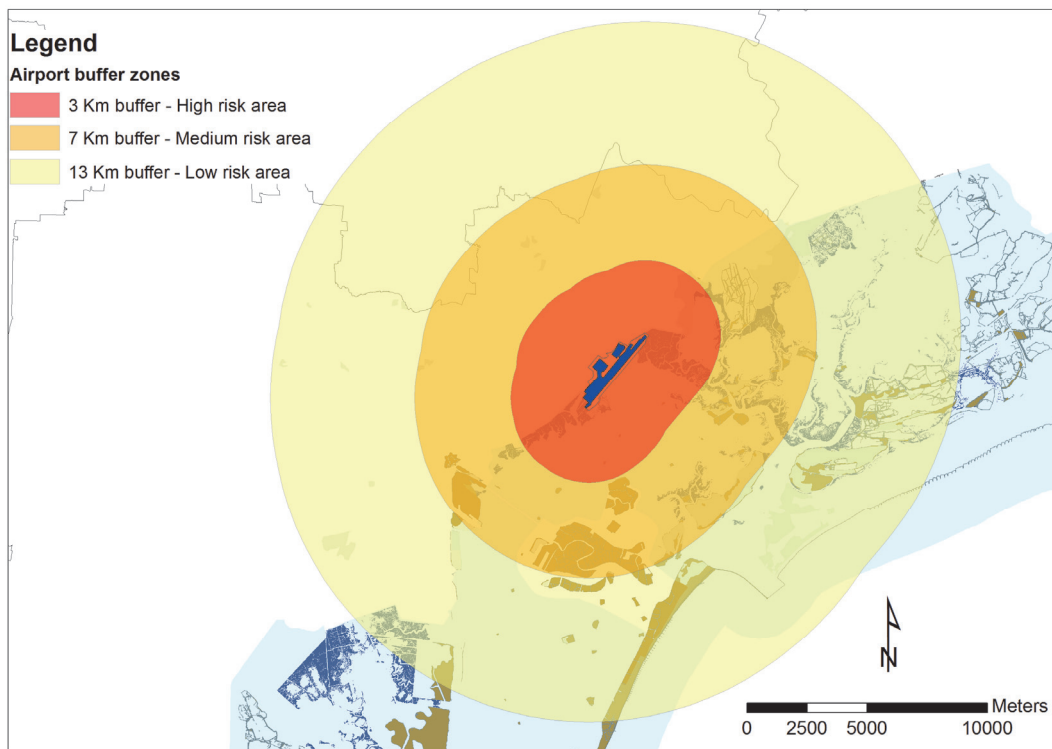 Legend
Airport buffer zones
3 Km buffer - High risk area
7 Km buffer - Medium risk area
13 Km buffer - Low risk area
N
Meters
0 2500 5000 10000